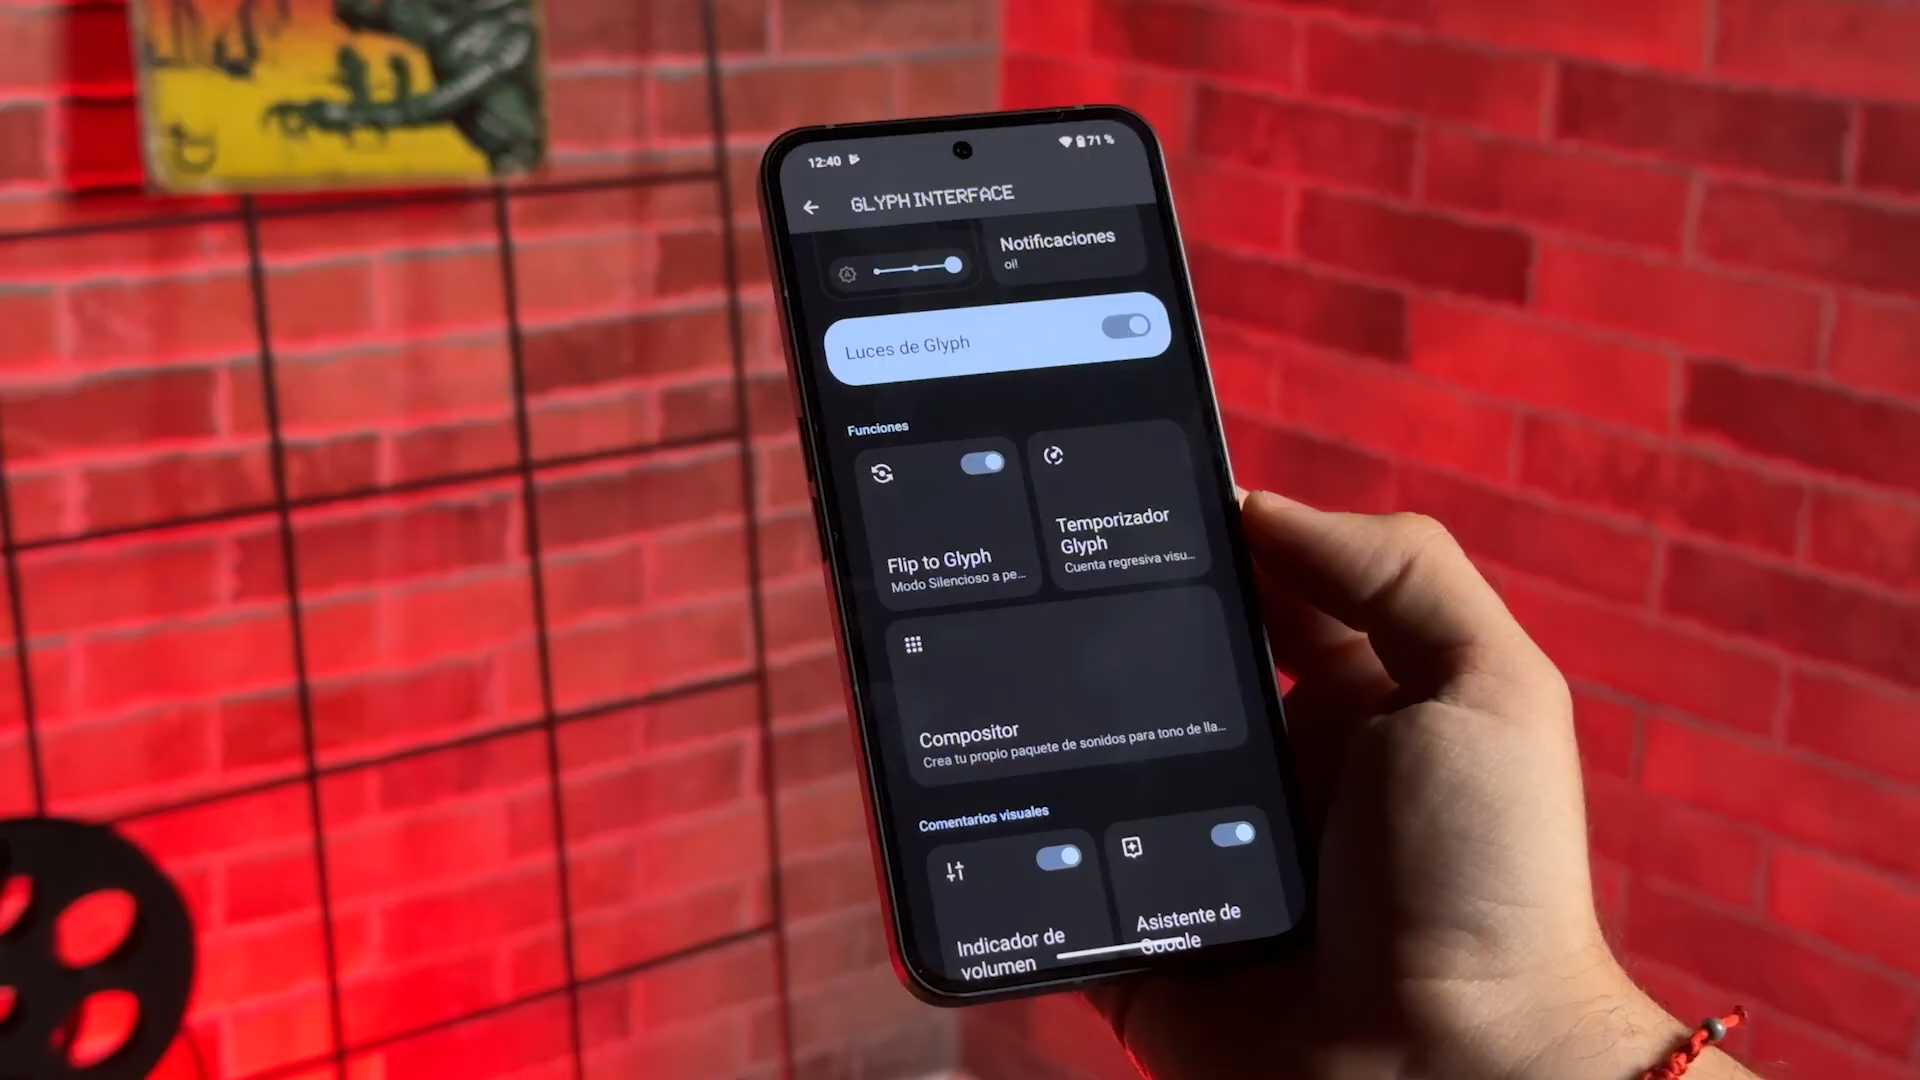 12:40
71 %
GLYPH INTERFACE
Notificaciones
oi!
Luces de Glyph
Funciones
Flip to Glyph
Modo Silencioso a pe...
Temporizador
Glyph
Cuenta regresiva visu...
Compositor
Crea tu propio paquete de sonidos para tono de lla...
Comentarios visuales
Indicador de
volumen
Asistente de
Google